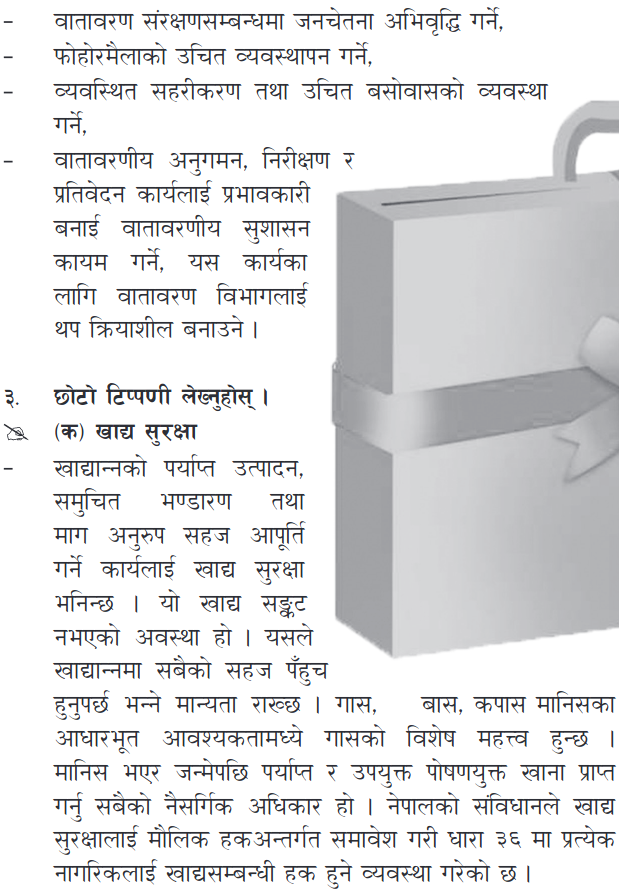 – वातावरण संरक्षणसम्बन्धमा जनचेतना अभिवृद्धि गर्ने,
– फोहोरमैलाको उचित व्यवस्थापन गर्ने,
– व्यवस्थित सहरीकरण तथा उचित बसोवासको व्यवस्था
गर्ने,
– वातावरणीय अनुगमन, निरीक्षण र
प्रतिवेदन कार्यलाई प्रभावकारी
बनाई वातावरणीय सुशासन
कायम गर्ने, यस कार्यका
लागि वातावरण विभागलाई
थप क्रियाशील बनाउने ।
३. छोटो टिप्पणी लेख्नुहोस् ।
(क) खाद्य सुरक्षा
– खाद्यान्नको पर्याप्त उत्पादन,
समुचित भण्डारण तथा
माग अनुरुप सहज आपूर्ति
गर्ने कार्यलाई खाद्य सुरक्षा
भनिन्छ । यो खाद्य सङ्कट
नभएको अवस्था हो । यसले
खाद्यान्नमा सबैको सहज पँहुच
हुनुपर्छ भन्ने मान्यता राख्छ । गास, बास, कपास मानिसका
आधारभूत आवश्यकतामध्ये गासको विशेष महत्त्व हुन्छ ।
मानिस भएर जन्मेपछि पर्याप्त र उपयुक्त पोषणयुक्त खाना प्राप्त
गर्नु सबैको नैसर्गिक अधिकार हो । नेपालको संविधानले खाद्य
सुरक्षालाई मौलिक हकअन्तर्गत समावेश गरी धारा ३६ मा प्रत्येक
नागरिकलाई खाद्यसम्बन्धी हक हुने व्यवस्था गरेको छ ।